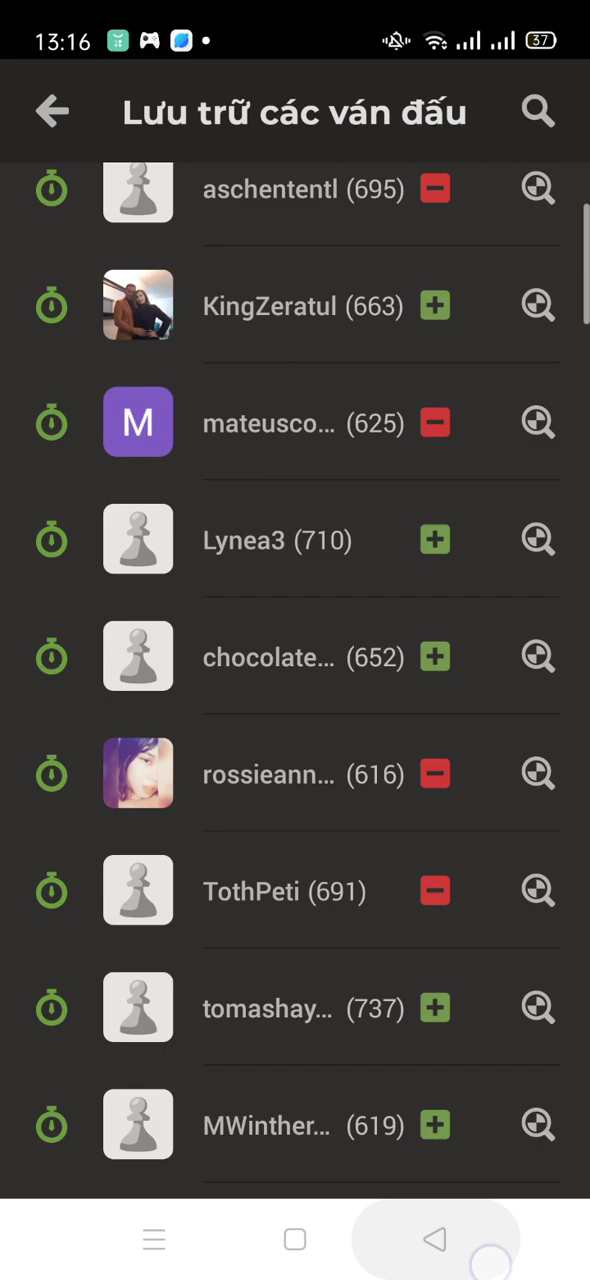 13:16
37
Lưu trữ các ván đấu
aschententl (695)
KingZeratul (663)
M
mateusco... (625)
Lynea3 (710)
chocolate... (652)
rossieann... (616)
TothPeti (691)
tomashay... (737)
MWinther... (619)